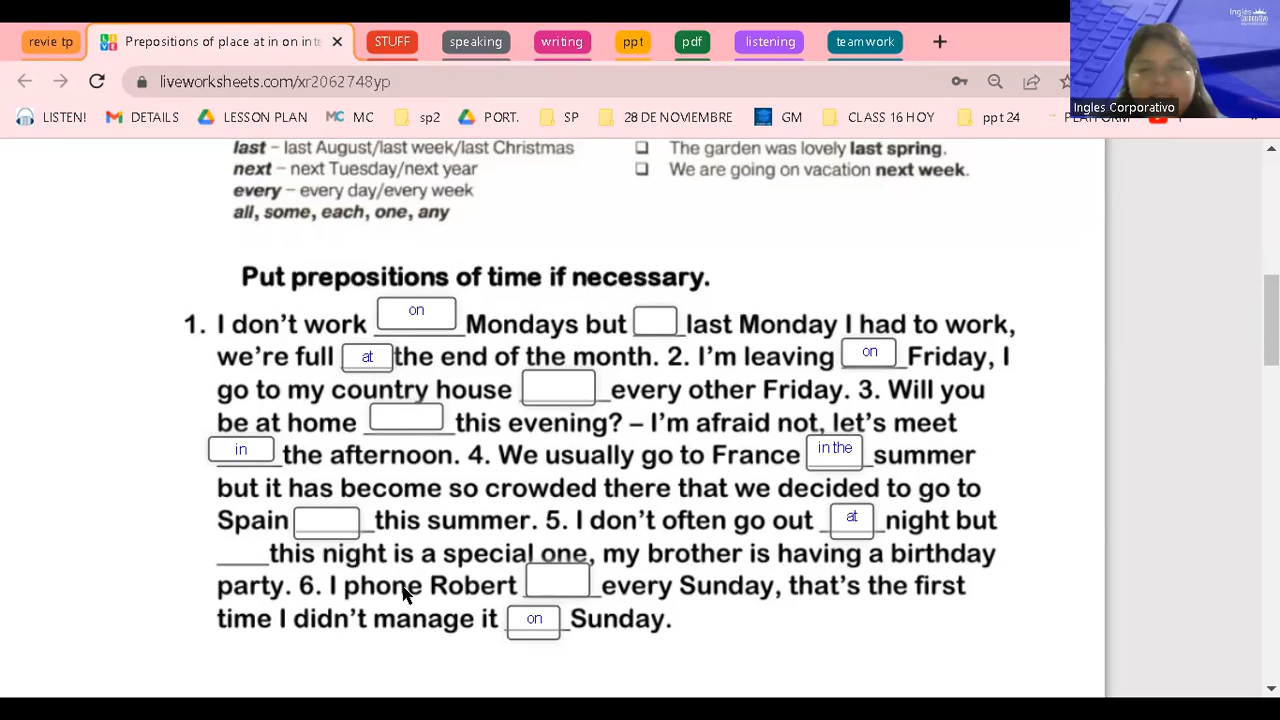 revie tp
Prepositions of place at in on int
STUFF
speaking
writing
ppt
pdf
listening
teamwork
Ingles
Ingles Corporativo
liveworksheets.com/xr2062748yp
LISTEN!
DETAILS
LESSON PLAN
MC
MC
sp2
PORT.
SP
28 DE NOVIEMBRE
GM
CLASS 16 HOY
ppt 24
last – last August/last week/last Christmas
The garden was lovely last spring.
next – next Tuesday/next year
We are going on vacation next week.
every – every day/every week
all, some, each, one, any
Put prepositions of time if necessary.
1. I don't work on Mondays but last Monday I had to work,
we're full at the end of the month. 2. I'm leaving on Friday, I
go to my country house every other Friday. 3. Will you
be at home this evening? – I'm afraid not, let's meet
in the afternoon. 4. We usually go to France in the summer
but it has become so crowded there that we decided to go to
Spain this summer. 5. I don't often go out at night but
____this night is a special one, my brother is having a birthday
party. 6. I phone Robert every Sunday, that's the first
time I didn't manage it on Sunday.